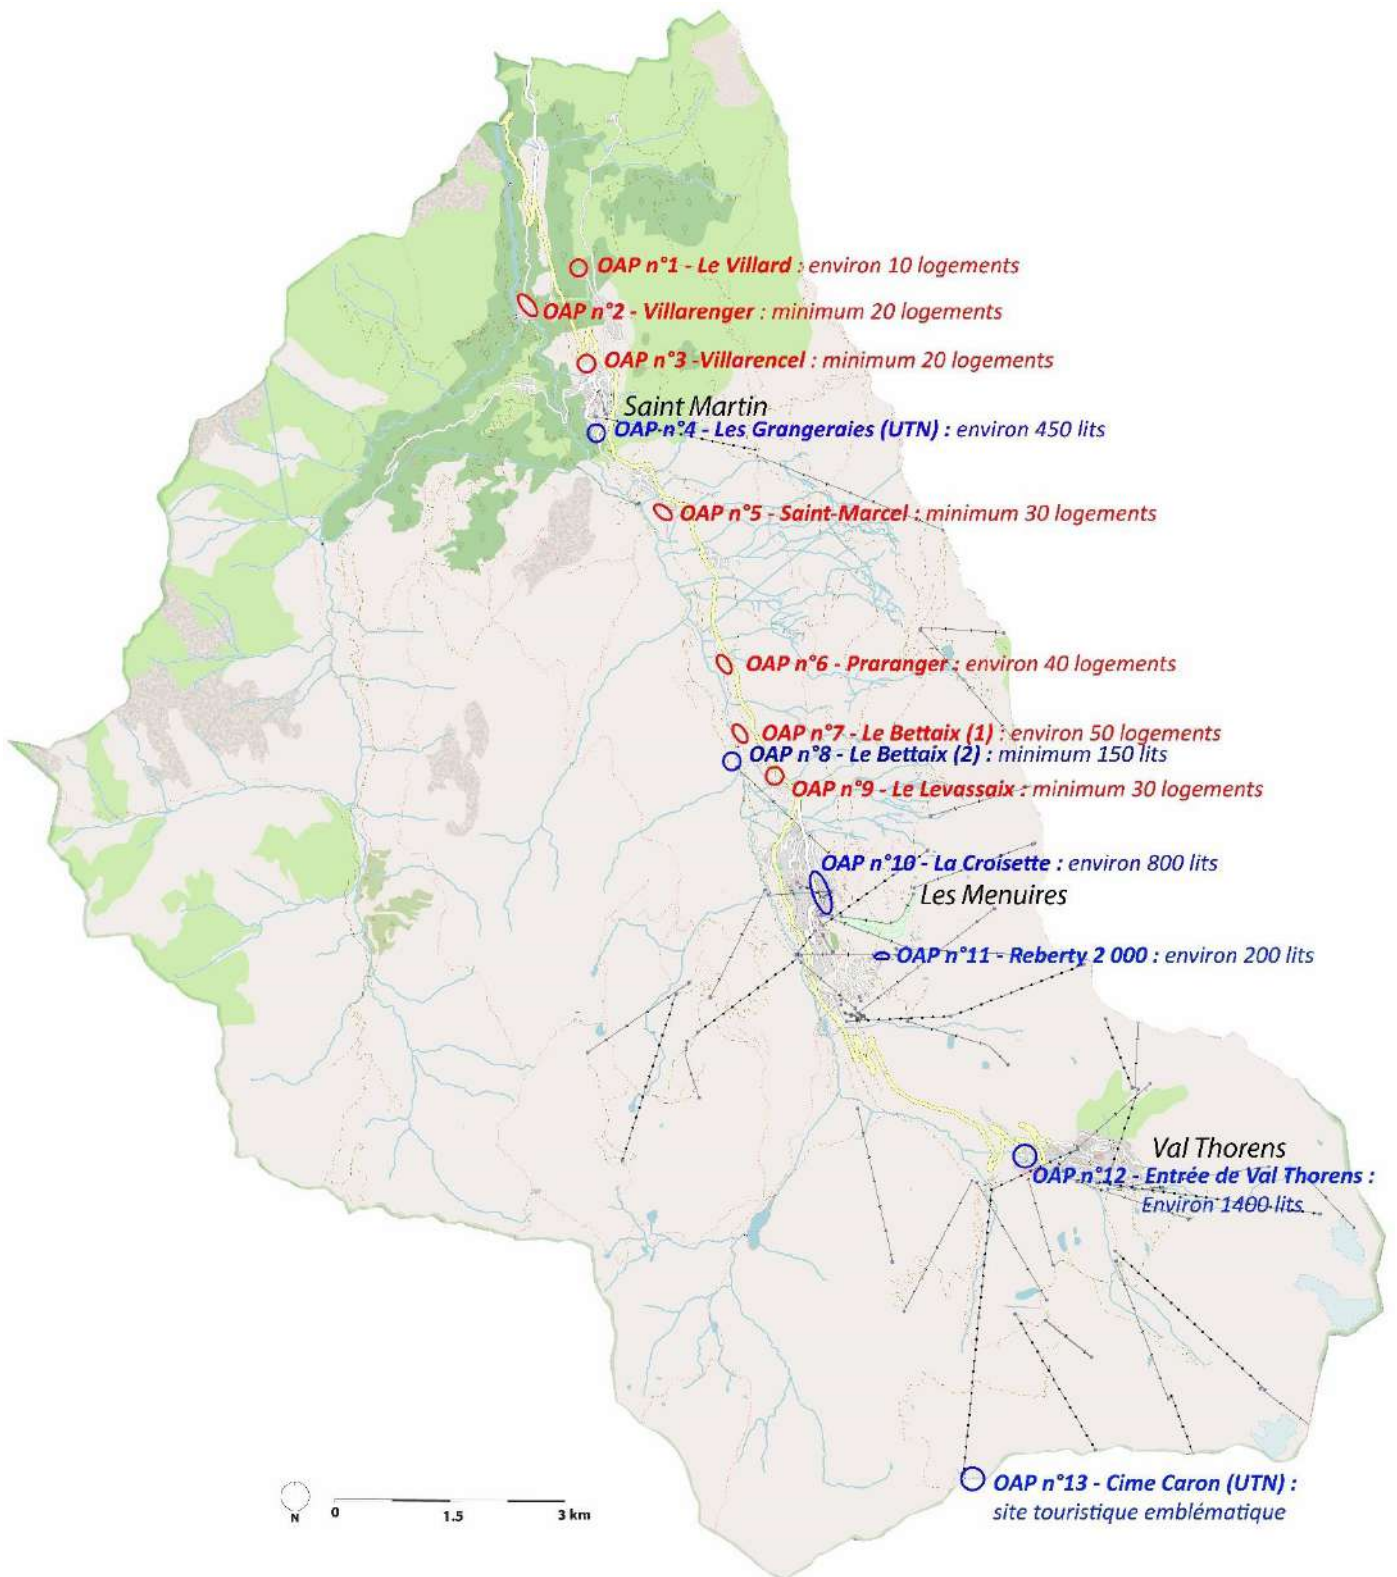 OAP n°1 - Le Villard : environ 10 logements
OAP n°2 - Villarenger : minimum 20 logements
OAP n°3 -Villarencel : minimum 20 logements
Saint Martin
OAP n°4 - Les Grangeraies (UTN) : environ 450 lits
OAP n°5 - Saint-Marcel : minimum 30 logements
OAP n°6 - Praranger : environ 40 logements
OAP n°7 - Le Bettaix (1) : environ 50 logements
OAP n°8 - Le Bettaix (2) : minimum 150 lits
OAP n°9 - Le Levassaix : minimum 30 logements
OAP n°10 - La Croisette : environ 800 lits
Les Menuires
OAP n°11 - Reberty 2 000 : environ 200 lits
Val Thorens
OAP n°12 - Entrée de Val Thorens :
Environ 1400 lits
OAP n°13 - Cime Caron (UTN) :
site touristique emblématique
N
0 1.5 3 km